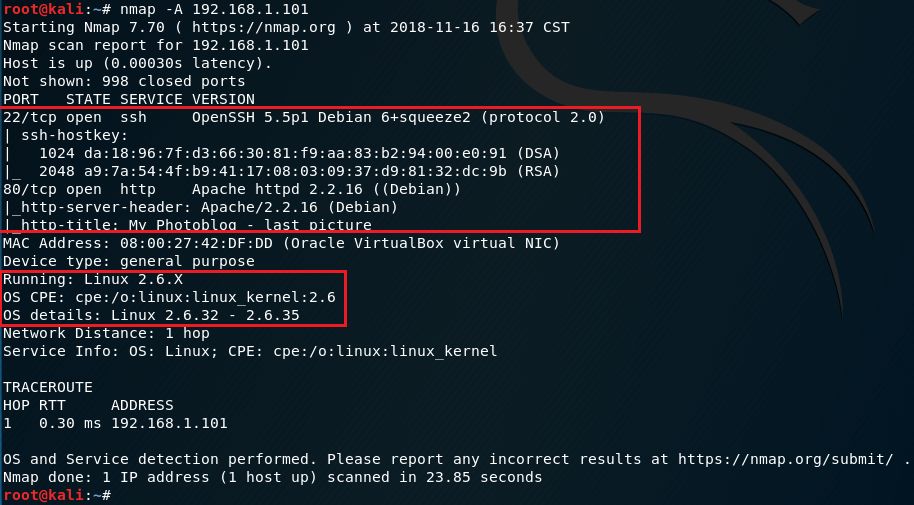 root@kali:~# nmap -A 192.168.1.101
Starting Nmap 7.70 ( https://nmap.org ) at 2018-11-16 16:37 CST
Nmap scan report for 192.168.1.101
Host is up (0.00030s latency).
Not shown: 998 closed ports
PORT   STATE SERVICE VERSION
22/tcp open  ssh     OpenSSH 5.5p1 Debian 6+squeeze2 (protocol 2.0)
| ssh-hostkey:
|   1024 da:18:96:7f:d3:66:30:81:f9:aa:83:b2:94:00:e0:91 (DSA)
|_  2048 a9:7a:54:4f:b9:41:17:08:03:09:37:d9:81:32:dc:9b (RSA)
80/tcp open  http    Apache httpd 2.2.16 ((Debian))
|_http-server-header: Apache/2.2.16 (Debian)
|_http-title: My Photoblog - last picture
MAC Address: 08:00:27:42:DF:DD (Oracle VirtualBox virtual NIC)
Device type: general purpose
Running: Linux 2.6.X
OS CPE: cpe:/o:linux:linux_kernel:2.6
OS details: Linux 2.6.32 - 2.6.35
Network Distance: 1 hop
Service Info: OS: Linux; CPE: cpe:/o:linux:linux_kernel
TRACEROUTE
HOP RTT     ADDRESS
1   0.30 ms 192.168.1.101
OS and Service detection performed. Please report any incorrect results at https://nmap.org/submit/ .
Nmap done: 1 IP address (1 host up) scanned in 23.85 seconds
root@kali:~#